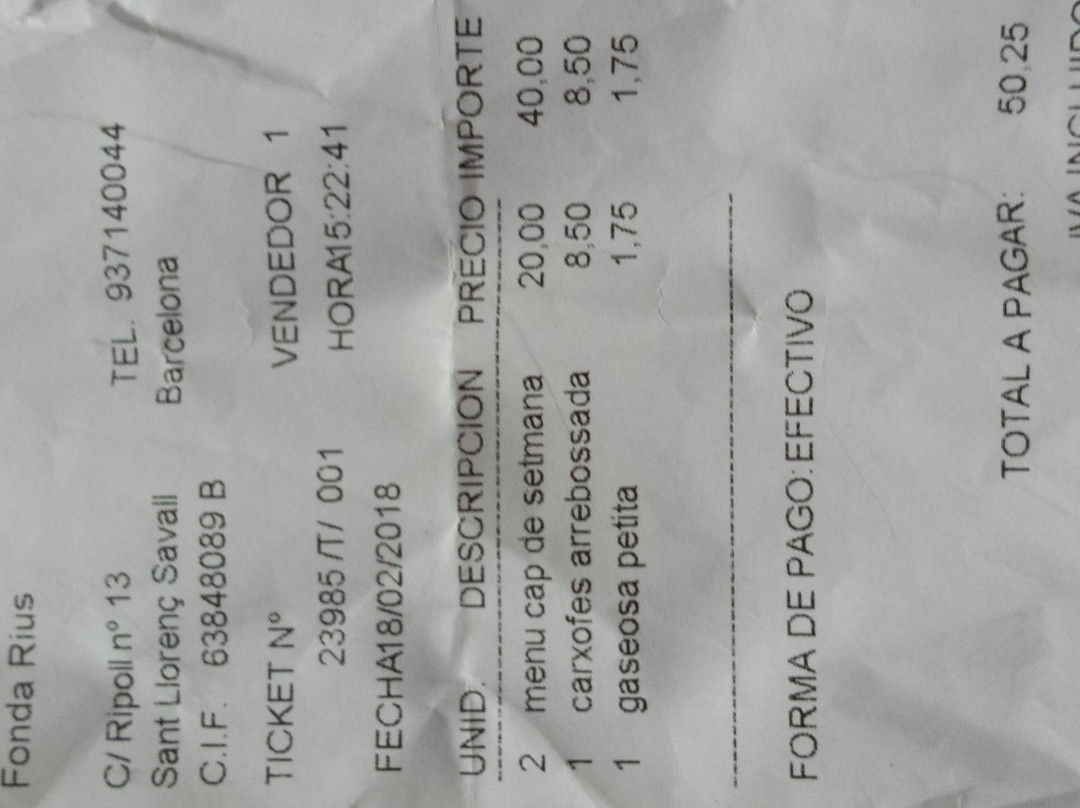 Fonda Rius
C/ Ripoll nº 13 TEL. 937140044
Sant Llorenç Savall Barcelona
C.I.F. 63848089 B
TICKET Nº VENDEDOR 1
23985 /T/ 001 HORA15:22:41
FECHA18/02/2018
UNID. DESCRIPCION PRECIO IMPORTE
2 menu cap de setmana 20,00 40,00
1 carxofes arrebossada 8,50 8,50
1 gaseosa petita 1,75 1,75
FORMA DE PAGO:EFECTIVO
TOTAL A PAGAR: 50,25
IVA INCLUIDO